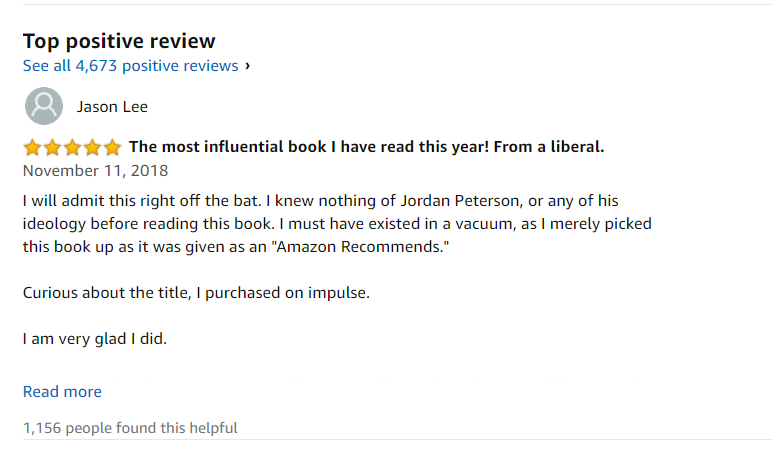 Top positive review
See all 4,673 positive reviews ›
Jason Lee
The most influential book I have read this year! From a liberal.
November 11, 2018
I will admit this right off the bat. I knew nothing of Jordan Peterson, or any of his
ideology before reading this book. I must have existed in a vacuum, as I merely picked
this book up as it was given as an "Amazon Recommends."
Curious about the title, I purchased on impulse.
I am very glad I did.
Read more
1,156 people found this helpful